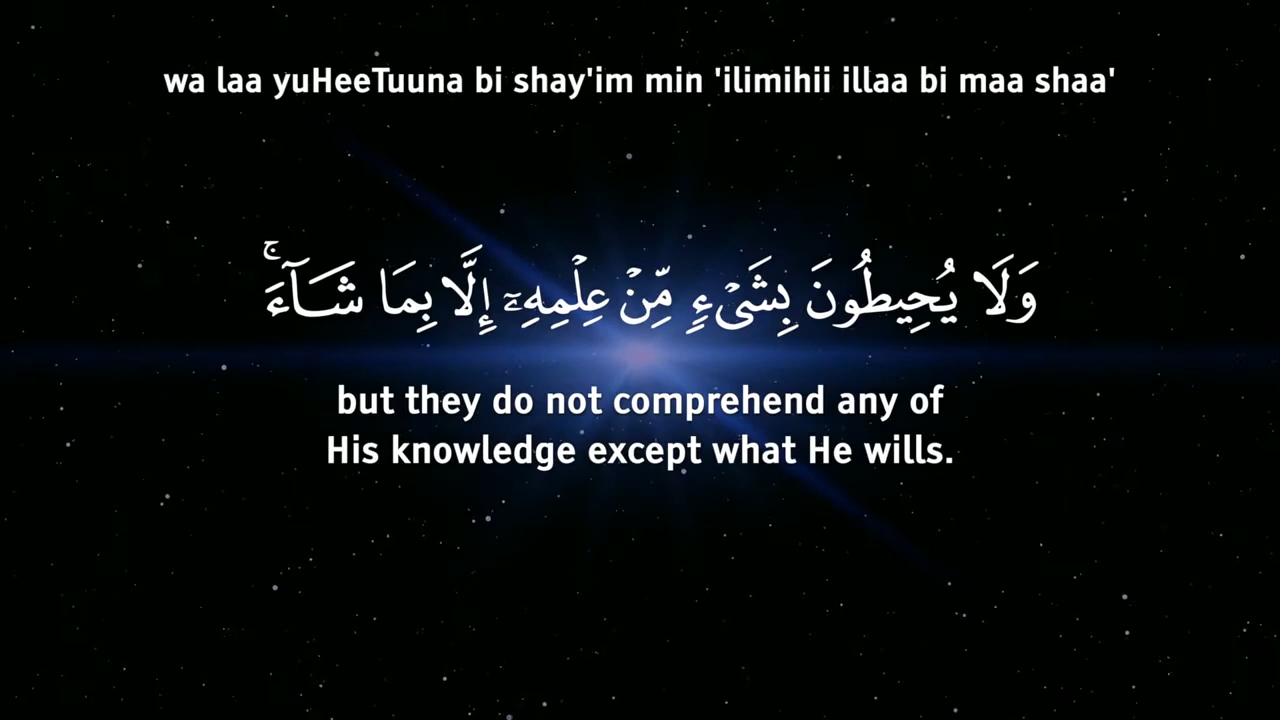 wa laa yuHeeTuuna bi shay'im min 'ilimihii illaa bi maa shaa'
وَلَا يُحِيطُونَ بِشَىْءٍ مِّنْ عِلْمِهِۦٓ إِلَّا بِمَا شَآءَ ۚ
but they do not comprehend any of
His knowledge except what He wills.